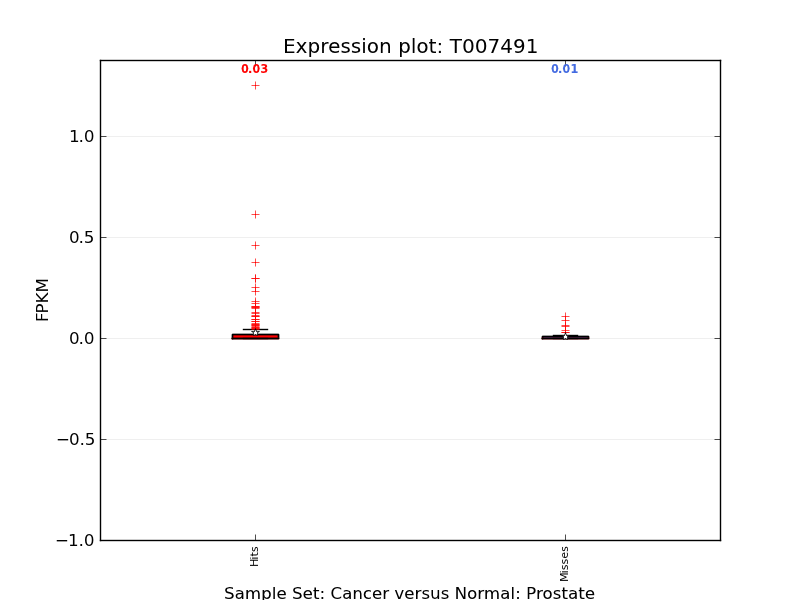 Expression plot: T007491
0.03
0.01
1.0
0.5
0.0
−0.5
−1.0
FPKM
Hits
Misses
Sample Set: Cancer versus Normal: Prostate